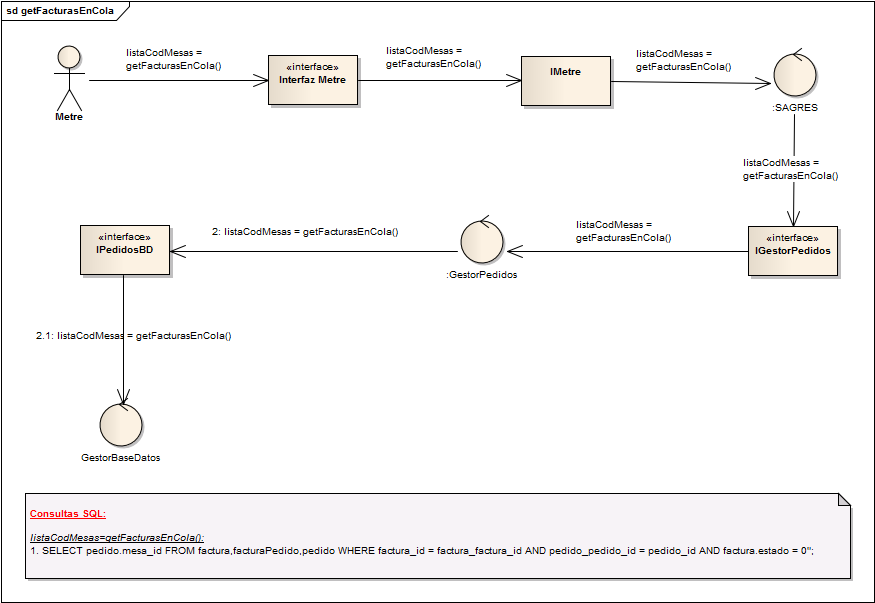 sd getFacturasEnCola
listaCodMesas =
getFacturasEnCola()
listaCodMesas =
getFacturasEnCola()
listaCodMesas =
getFacturasEnCola()
«interface»
Interfaz Metre
IMetre
:SAGRES
Metre
listaCodMesas =
getFacturasEnCola()
2: listaCodMesas = getFacturasEnCola()
listaCodMesas =
getFacturasEnCola()
«interface»
IPedidosBD
«interface»
IGestorPedidos
:GestorPedidos
2.1: listaCodMesas = getFacturasEnCola()
GestorBaseDatos
Consultas SQL:
listaCodMesas=getFacturasEnCola():
1. SELECT pedido.mesa_id FROM factura,facturaPedido,pedido WHERE factura_id = factura_factura_id AND pedido_pedido_id = pedido_id AND factura.estado = 0";